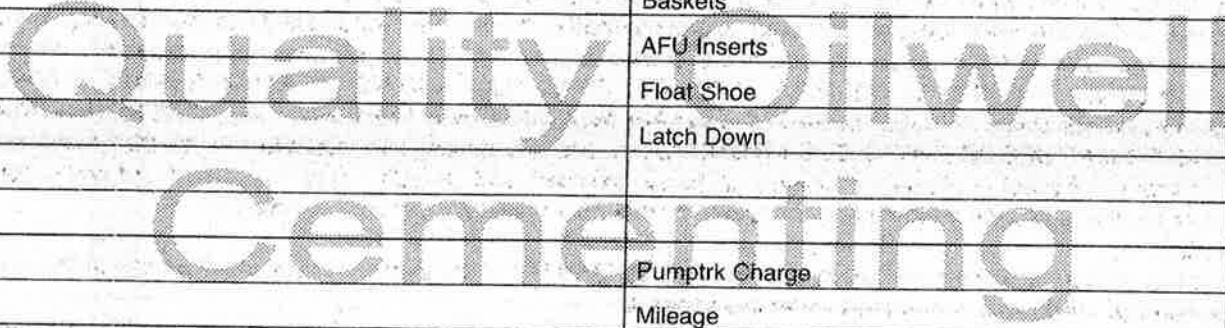 Baskets
AFU Inserts
Quality Oilwell
Float Shoe
Latch Down
Cementing
Pumptrk Charge
Mileage